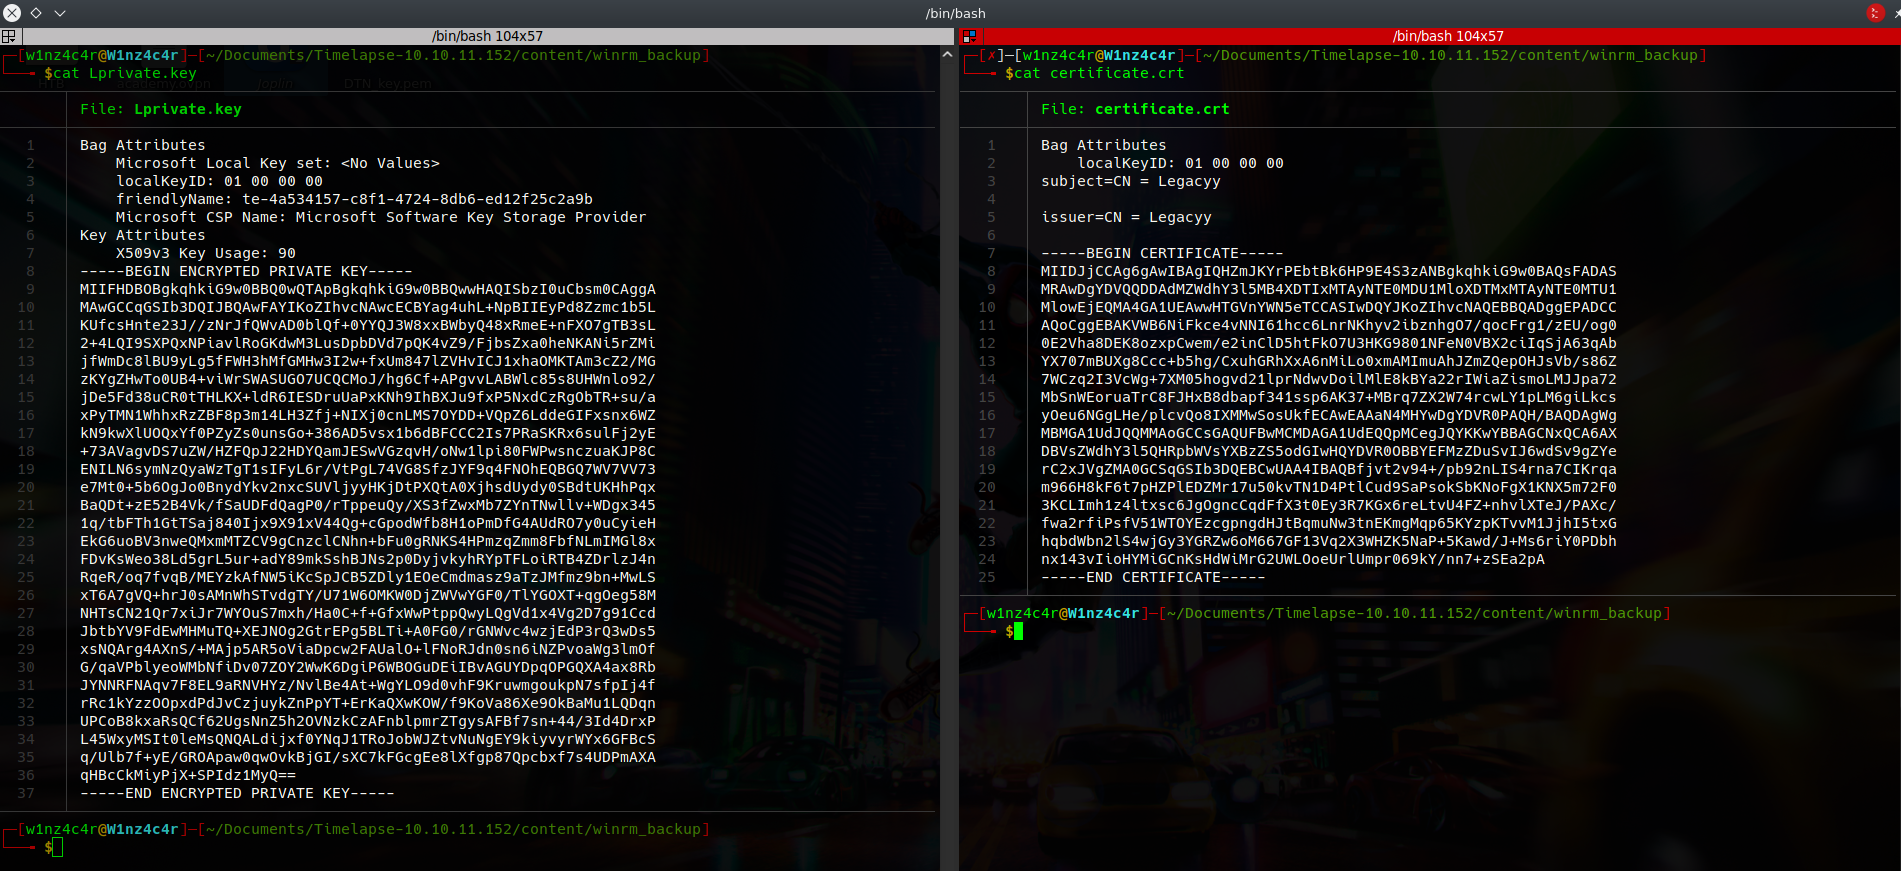 /bin/bash
/bin/bash 104x57
[w1nz4c4r@W1nz4c4r]-[~/Documents/Timelapse-10.10.11.152/content/winrm_backup]
$cat Lprivate.key
File: Lprivate.key
1 Bag Attributes
2 Microsoft Local Key set: <No Values>
3 localKeyID: 01 00 00 00
4 friendlyName: te-4a534157-c8f1-4724-8db6-ed12f25c2a9b
5 Microsoft CSP Name: Microsoft Software Key Storage Provider
6 Key Attributes
7 X509v3 Key Usage: 90
8 -----BEGIN ENCRYPTED PRIVATE KEY-----
9 MIIFHDBOBgkqhkiG9w0BBQ0wQTApBgkqhkiG9w0BBQwwHAQISbzI0uCbsm0CAggA
10 MAwGCCqGSIb3DQIJBQAwFAYIKoZIhvcNAwcECBYag4uhL+NpBIIEyPd8Zzmc1b5L
11 KUfcsHnte23J//zNrJfQWvAD0blQf+0YYQJ3W8xxBWbyQ48xRmeE+nFXO7gTB3sL
12 2+4LQI9SXPQxNPiavlRoGKdwM3LusDpbDVd7pQK4vZ9/FjbsZxa0heNKANi5rZMi
13 jfWmDc8lBU9yLg5fFWH3hMfGMHw3I2w+fxUm847lZVHvICJ1xhaOMKTAm3cZ2/MG
14 zKYgZHwTo0UB4+viWrSWASUGO7UCQCMoJ/hg6Cf+APgvvLABWlc85s8UHWnlo92/
15 jDe5Fd38uCR0tTHLKX+ldR6IESDruUaPxKNh9IhBXJu9fxP5NxdCzRgObTR+su/a
16 xPyTMN1WhhxRzZBF8p3m14LH3Zfj+NIXj0cnLMS7OYDD+VQpZ6LddeGIFxsnx6WZ
17 kN9kwXlUOQxYf0PZyZs0unsGo+386AD5vsx1b6dBFCCC2Is7PRaSKRx6sulFj2yE
18 +73AVagvDS7uZW/HZFQpJ22HDYQamJESwVGzqvH/oNw1lpi80FWPwsnczuaKJP8C
19 ENILN6symNzQyaWzTgT1sIFyL6r/VtPgL74VG8SfzJYF9q4FNOhEQBGQ7WV7VV73
20 e7Mt0+5b6OgJo0BnydYkv2nxcSUVljyyHKjDtPXQtA0XjhsdUydy0SBdtUKHhPqx
21 BaQDt+zE52B4Vk/fSaUDFdQagP0/rTppeuQy/XS3fZwxMb7ZYnTNwllv+WDgx345
22 1q/tbFTh1GtTSaj840Ijx9X91xV44Qg+cGpodWfb8H1oPmDfG4AUdRO7y0uCyieH
23 EkG6uoBV3nweQMxmMTZCV9gCnzclCNhn+bFu0gRNKS4HPmzqZmm8FbfNLmIMGl8x
24 FDvKsWeo38Ld5grL5ur+adY89mkSshBJNs2p0DyjvkyhRYpTFLoiRTB4ZDrlzJ4n
25 RqeR/oq7fvqB/MEYzkAfNW5iKcSpJCB5ZDly1EOeCmdmasz9aTzJMfmz9bn+MwLS
26 xT6A7gVQ+hrJ0sAMnWhSTvdgTY/U71W6OMKW0DjZWVwYGF0/TlYGOXT+qgOeg58M
27 NHTsCN21Qr7xiJr7WYOuS7mxh/Ha0C+f+GfxWwPtppQwyLQgVd1x4Vg2D7g91Ccd
28 JbtbYV9FdEwMHMuTQ+XEJNOg2GtrEPg5BLTi+A0FG0/rGNWvc4wzjEdP3rQ3wDs5
29 xsNQArg4AXnS/+MAjp5AR5oViaDpcw2FAUalO+lFNoRJdn0sn6iNZPvoaWg3lmOf
30 G/qaVPblyeoWMbNfiDv07ZOY2WwK6DgiP6WBOGuDEiIBvAGUYDpqOPGQXA4ax8Rb
31 JYNNRFNAqv7F8EL9aRNVHYz/NvlBe4At+WgYLO9d0vhF9KruwmgoukpN7sfpIj4f
32 rRc1kYzzOOpxdPdJvCzjuykZnPpYT+ErKaQXwKOW/f9KoVa86Xe9OkBaMu1LQDqn
33 UPCoB8kxaRsQCf62UgsNnZ5h2OVNzkCzAFnblpmrZTgysAFBf7sn+44/3Id4DrxP
34 L45WxyMSIt0leMsQNQALdijxf0YNqJ1TRoJobWJZtvNuNgEY9kiyvyrWYx6GFBcS
35 q/Ulb7f+yE/GROApaw0qwOvkBjGI/sXC7kFGcgEe8lXfgp87Qpcbxf7s4UDPmAXA
36 qHBcCkMiyPjX+SPIdz1MyQ==
37 -----END ENCRYPTED PRIVATE KEY-----
[w1nz4c4r@W1nz4c4r]-[~/Documents/Timelapse-10.10.11.152/content/winrm_backup]
$
/bin/bash 104x57
[✗]-[w1nz4c4r@W1nz4c4r]-[~/Documents/Timelapse-10.10.11.152/content/winrm_backup]
$cat certificate.crt
File: certificate.crt
1 Bag Attributes
2 localKeyID: 01 00 00 00
3 subject=CN = Legacyy
4
5 issuer=CN = Legacyy
6
7 -----BEGIN CERTIFICATE-----
8 MIIDJjCCAg6gAwIBAgIQHZmJKYrPEbtBk6HP9E4S3zANBgkqhkiG9w0BAQsFADAS
9 MRAwDgYDVQQDDAdMZWdhY3l5MB4XDTIxMTAyNTE0MDU1MloXDTMxMTAyNTE0MTU1
10 MlowEjEQMA4GA1UEAwwHTGVnYWN5eTCCASIwDQYJKoZIhvcNAQEBBQADggEPADCC
11 AQoCggEBAKVWB6NiFkce4vNNI61hcc6LnrNKhyv2ibznhgO7/qocFrg1/zEU/og0
12 0E2Vha8DEK8ozxpCwem/e2inClD5htFkO7U3HKG9801NFeN0VBX2ciIqSjA63qAb
13 YX707mBUXg8Ccc+b5hg/CxuhGRhXxA6nMiLo0xmAMImuAhJZmZQepOHJsVb/s86Z
14 7WCzq2I3VcWg+7XM05hogvd21lprNdwvDoilMlE8kBYa22rIWiaZismoLMJJpa72
15 MbSnWEoruaTrC8FJHxB8dbapf341ssp6AK37+MBrq7ZX2W74rcwLY1pLM6giLkcs
16 yOeu6NGgLHe/plcvQo8IXMMwSosUkfECAwEAAaN4MHYwDgYDVR0PAQH/BAQDAgWg
17 MBMGA1UdJQQMMAoGCCsGAQUFBwMCMDAGA1UdEQQpMCegJQYKKwYBBAGCNxQCA6AX
18 DBVsZWdhY3l5QHRpbWVsYXBzZS5odGIwHQYDVR0OBBYEFMzZDuSvIJ6wdSv9gZYe
19 rC2xJVgZMA0GCSqGSIb3DQEBCwUAA4IBAQBfjvt2v94+/pb92nLIS4rna7CIKrqa
20 m966H8kF6t7pHZPlEDZMr17u50kvTN1D4PtlCud9SaPsokSbKNoFgX1KNX5m72F0
21 3KCLImh1z4ltxsc6JgOgncCqdFfX3t0Ey3R7KGx6reLtvU4FZ+nhvlXTeJ/PAXc/
22 fwa2rfiPsfV51WTOYEzcgpngdHJtBqmuNw3tnEKmgMqp65KYzpKTvvM1JjhI5txG
23 hqbdWbn2lS4wjGy3YGRZw6oM667GF13Vq2X3WHZK5NaP+5Kawd/J+Ms6riY0PDbh
24 nx143vIioHYMiGCnKsHdWiMrG2UWLOoeUrlUmpr069kY/nn7+zSEa2pA
25 -----END CERTIFICATE-----
[w1nz4c4r@W1nz4c4r]-[~/Documents/Timelapse-10.10.11.152/content/winrm_backup]
$